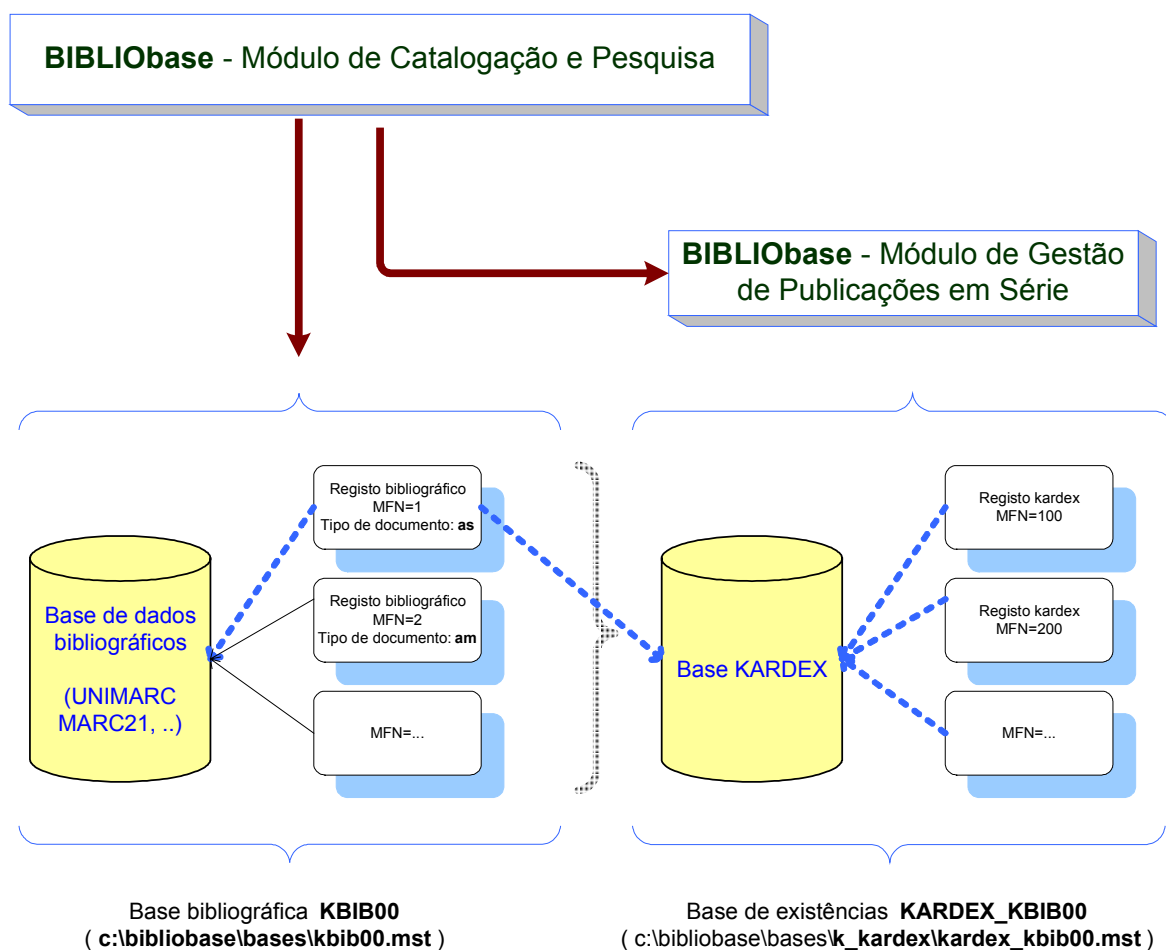 BIBLIObase - Módulo de Catalogação e Pesquisa
BIBLIObase - Módulo de Gestão
de Publicações em Série
Base de dados
bibliográficos
(UNIMARC
MARC21, ..)
Registo bibliográfico
MFN=1
Tipo de documento: as
Registo bibliográfico
MFN=2
Tipo de documento: am
MFN=...
Base KARDEX
Registo kardex
MFN=100
Registo kardex
MFN=200
MFN=...
Base bibliográfica KBIB00
( c:\bibliobase\bases\kbib00.mst )
Base de existências KARDEX_KBIB00
( c:\bibliobase\bases\k_kardex\kardex_kbib00.mst )